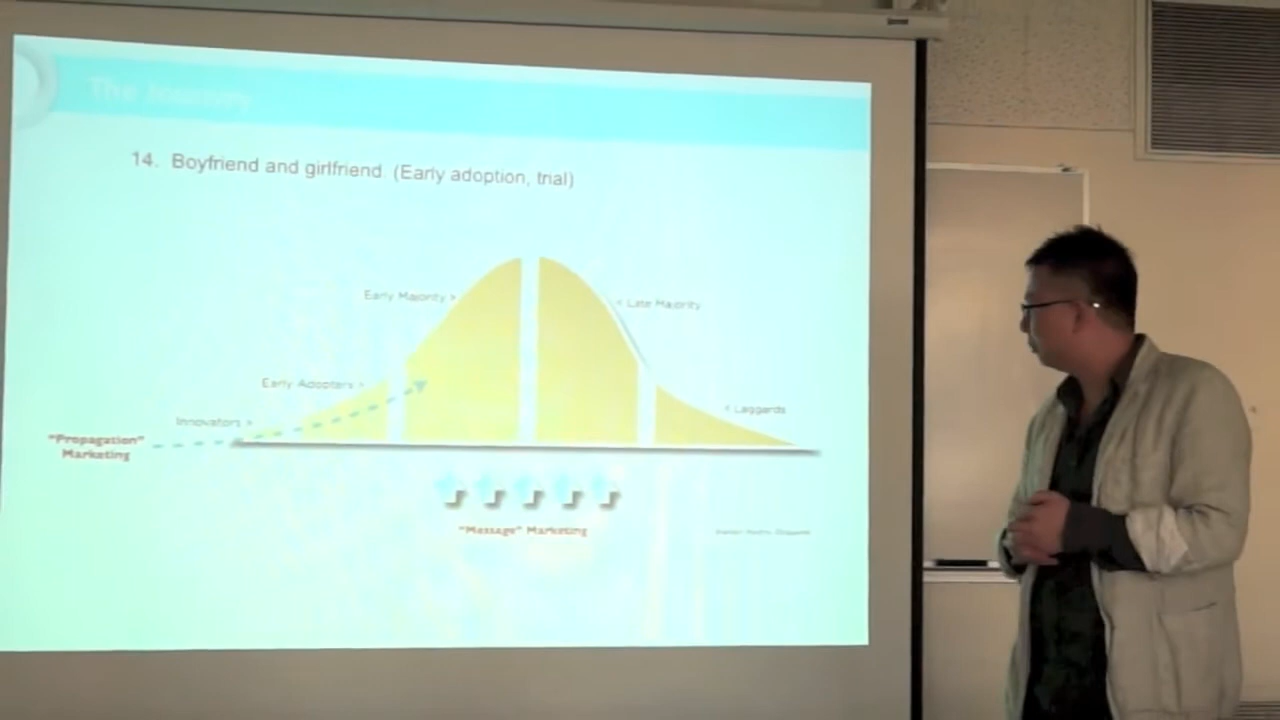 The Journey
14. Boyfriend and girlfriend. (Early adoption, trial)
Early Majority >
< Late Majority
Early Adopters >
< Laggards
Innovators >
"Propagation"
Marketing
"Message" Marketing